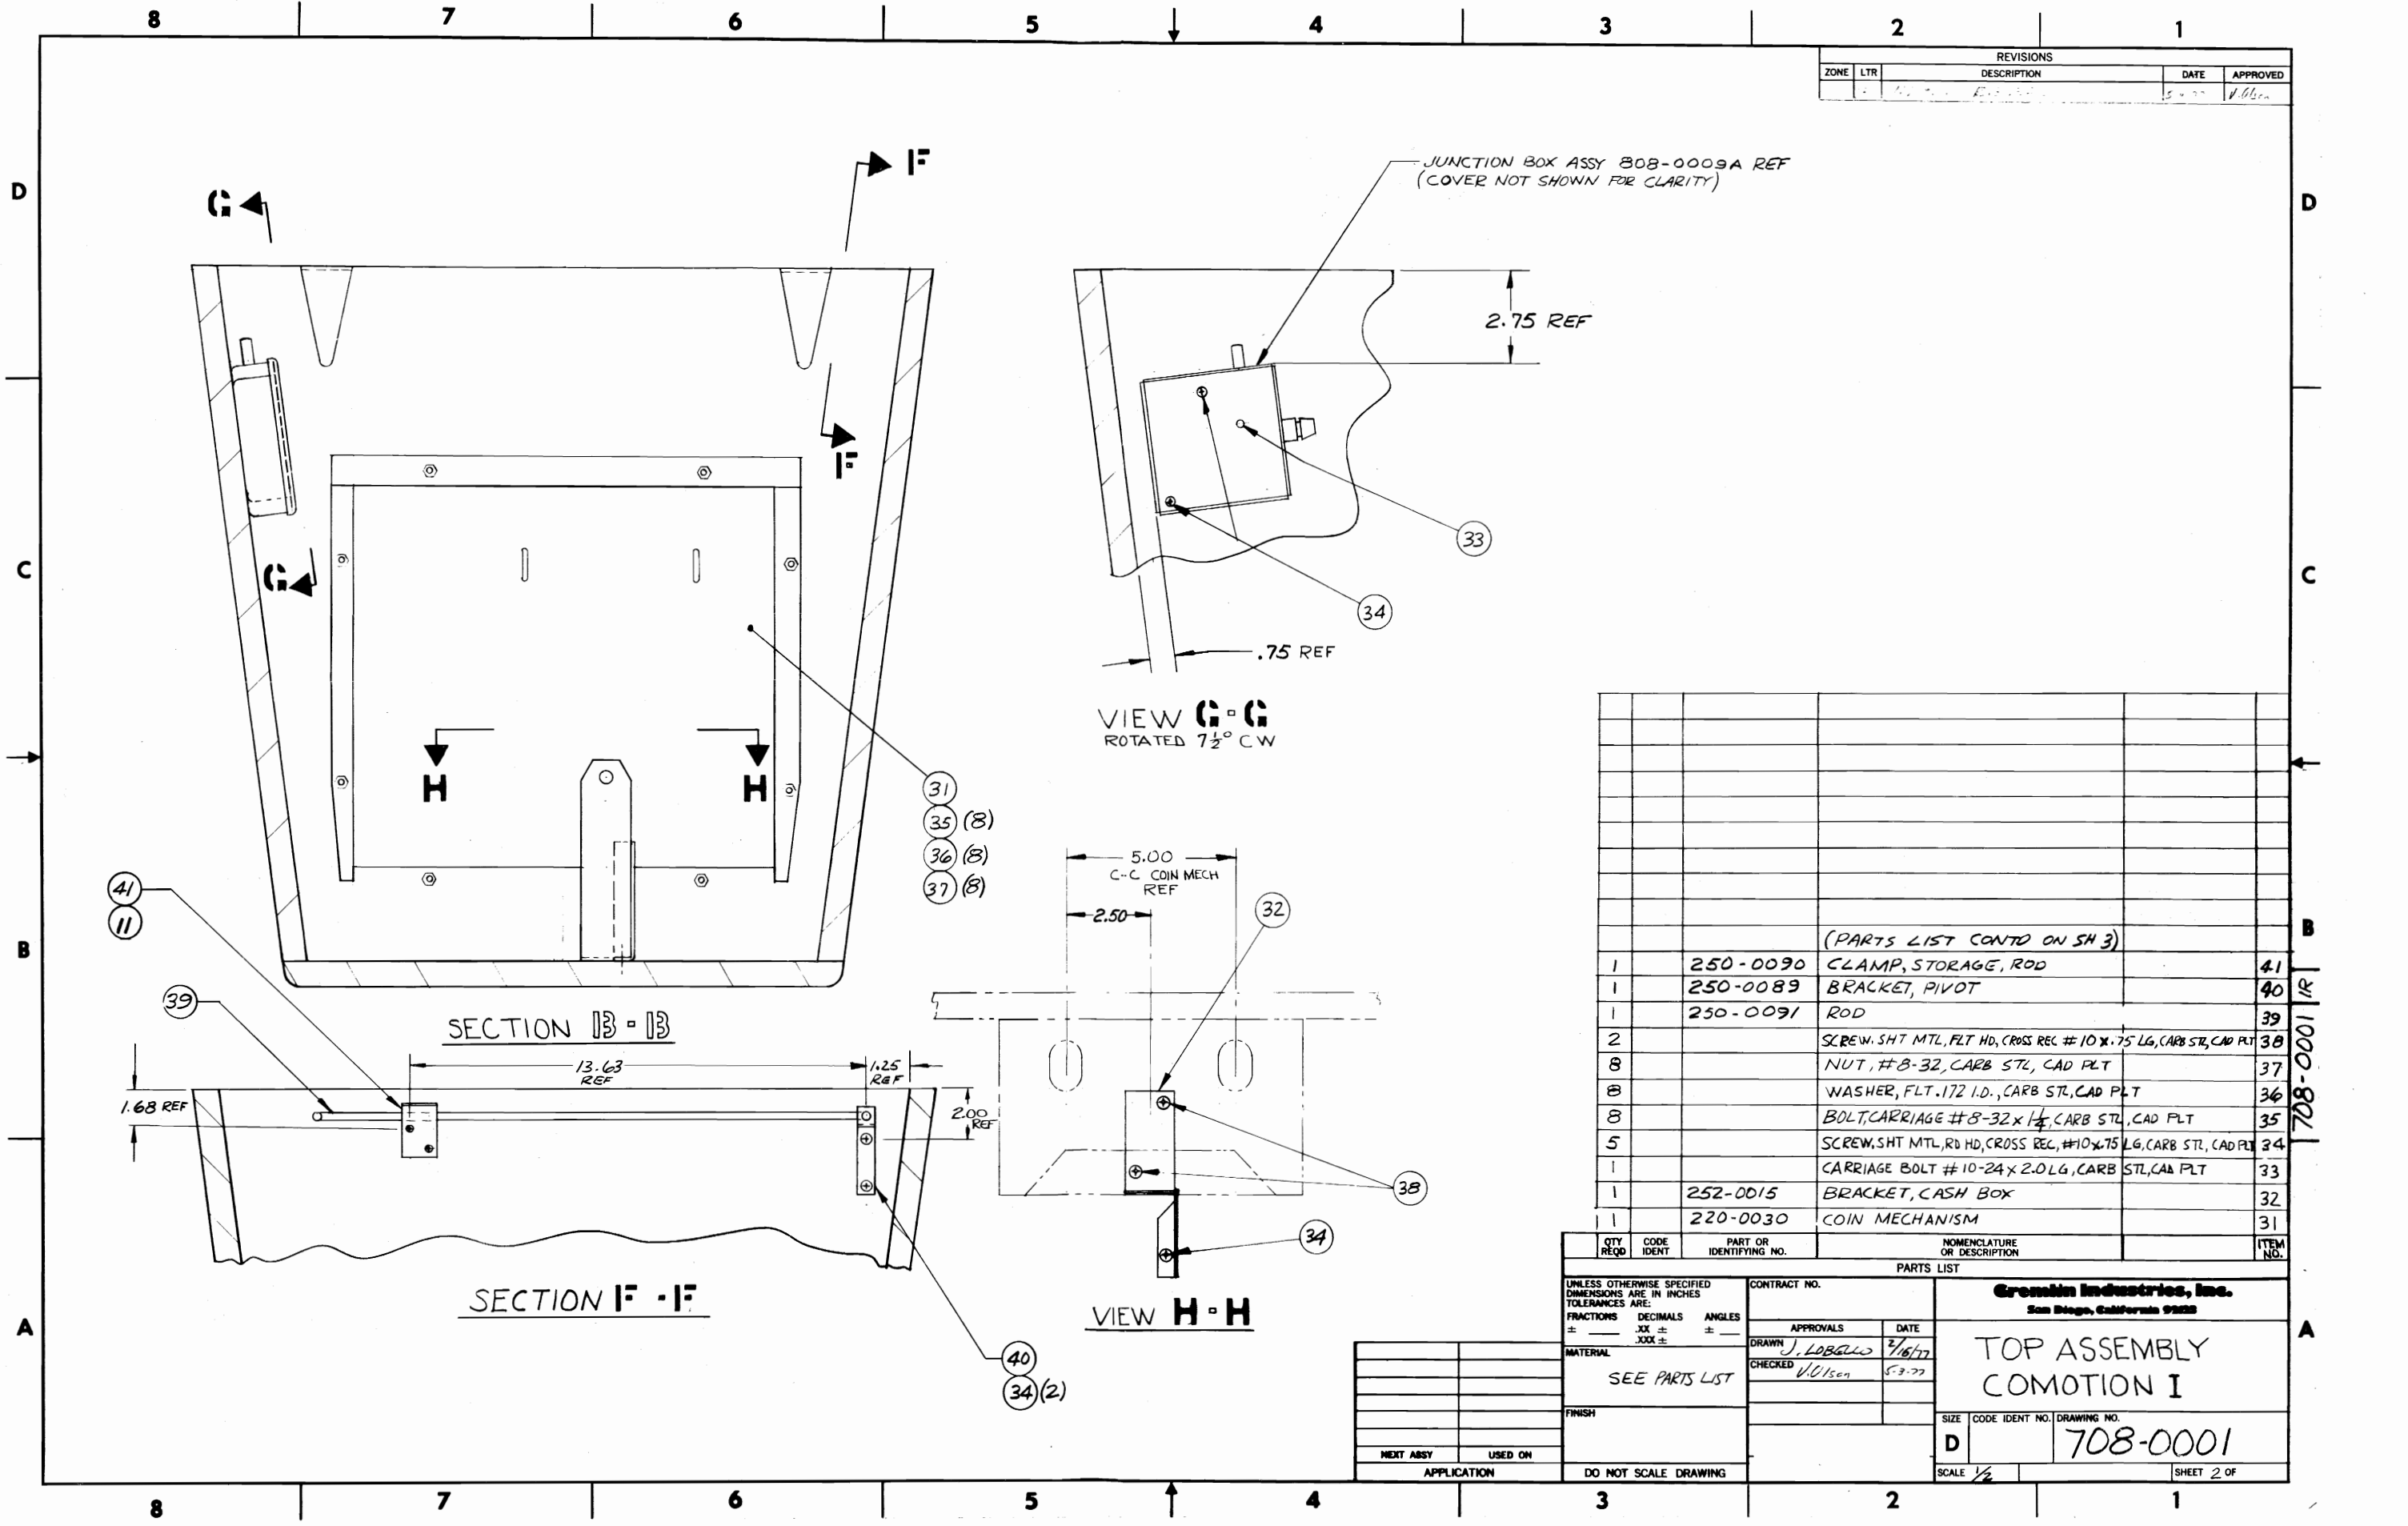 8 7 6 5 4 3 2 1
REVISIONS
ZONE LTR DESCRIPTION DATE APPROVED
V. Olsen
D D
C C
B B
A A
F
G
JUNCTION BOX ASSY 808-0009A REF
(COVER NOT SHOWN FOR CLARITY)
2.75 REF
F
G
33
34
.75 REF
VIEW G-G
ROTATED 7½° CW
H H
31
35 (8)
36 (8)
37 (8)
41
11
39
SECTION B-B
13.63
REF
1.25
REF
1.68 REF
2.00
REF
SECTION F-F
40
34 (2)
5.00
C-C COIN MECH
REF
2.50
32
38
34
VIEW H-H
(PARTS LIST CONTD ON SH 3)
1 250-0090 CLAMP, STORAGE, ROD 41
1 250-0089 BRACKET, PIVOT 40
1 250-0091 ROD 39
2 SCREW, SHT MTL, FLT HD, CROSS REC #10 x .75 LG, CARB STL, CAD PLT 38
8 NUT, #8-32, CARB STL, CAD PLT 37
8 WASHER, FLT .172 I.D., CARB STL, CAD PLT 36
8 BOLT, CARRIAGE #8-32 x 1¼, CARB STL, CAD PLT 35
5 SCREW, SHT MTL, RD HD, CROSS REC, #10 x .75 LG, CARB STL, CAD PLT 34
1 CARRIAGE BOLT #10-24 x 2.0 LG, CARB STL, CAD PLT 33
1 252-0015 BRACKET, CASH BOX 32
1 220-0030 COIN MECHANISM 31
QTY REQD CODE IDENT PART OR IDENTIFYING NO. NOMENCLATURE OR DESCRIPTION ITEM NO.
PARTS LIST
708-0001 1R
UNLESS OTHERWISE SPECIFIED
DIMENSIONS ARE IN INCHES
TOLERANCES ARE:
FRACTIONS DECIMALS ANGLES
± .XX ± ±
.XXX ±
MATERIAL
SEE PARTS LIST
FINISH
DO NOT SCALE DRAWING
CONTRACT NO.
APPROVALS DATE
DRAWN J. LOBELLO 2/16/77
CHECKED V. Olsen 5-3-77
Gremlin Industries, Inc.
San Diego, California 92123
TOP ASSEMBLY
COMOTION I
SIZE CODE IDENT NO. DRAWING NO.
D 708-0001
SCALE 1/2 SHEET 2 OF
NEXT ASSY USED ON
APPLICATION
8 7 6 5 4 3 2 1